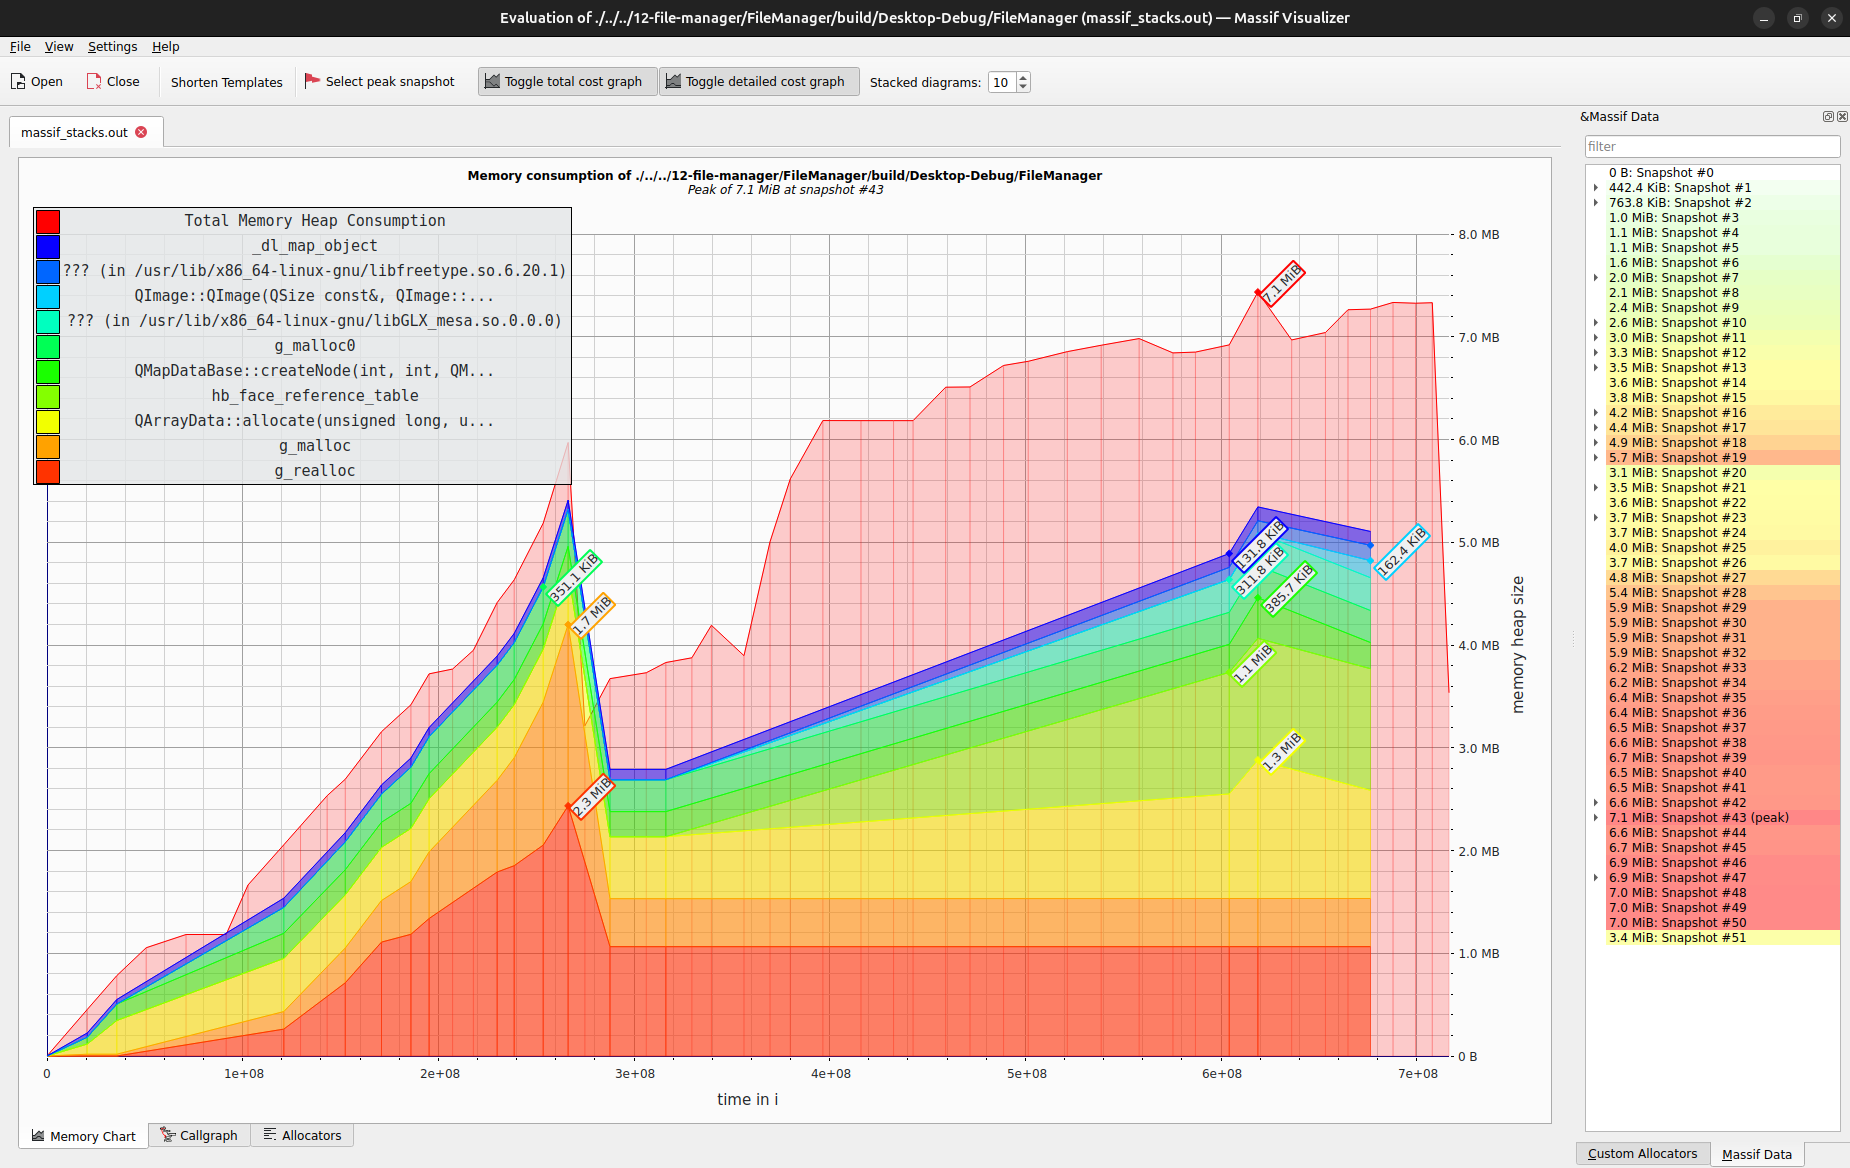 Evaluation of ./../../12-file-manager/FileManager/build/Desktop-Debug/FileManager (massif_stacks.out) — Massif Visualizer
File View Settings Help
Open Close Shorten Templates Select peak snapshot Toggle total cost graph Toggle detailed cost graph Stacked diagrams: 10
massif_stacks.out
Memory consumption of ./../../12-file-manager/FileManager/build/Desktop-Debug/FileManager
Peak of 7.1 MiB at snapshot #43
Total Memory Heap Consumption
_dl_map_object
??? (in /usr/lib/x86_64-linux-gnu/libfreetype.so.6.20.1)
QImage::QImage(QSize const&, QImage::...
??? (in /usr/lib/x86_64-linux-gnu/libGLX_mesa.so.0.0.0)
g_malloc0
QMapDataBase::createNode(int, int, QM...
hb_face_reference_table
QArrayData::allocate(unsigned long, u...
g_malloc
g_realloc
7.1 MiB
351.1 KiB
1.7 MiB
2.3 MiB
131.8 KiB
311.8 KiB
385.7 KiB
1.1 MiB
1.3 MiB
162.4 KiB
8.0 MB
7.0 MB
6.0 MB
5.0 MB
4.0 MB
3.0 MB
2.0 MB
1.0 MB
0 B
memory heap size
0 1e+08 2e+08 3e+08 4e+08 5e+08 6e+08 7e+08
time in i
Memory Chart Callgraph Allocators
&Massif Data
filter
0 B: Snapshot #0
442.4 KiB: Snapshot #1
763.8 KiB: Snapshot #2
1.0 MiB: Snapshot #3
1.1 MiB: Snapshot #4
1.1 MiB: Snapshot #5
1.6 MiB: Snapshot #6
2.0 MiB: Snapshot #7
2.1 MiB: Snapshot #8
2.4 MiB: Snapshot #9
2.6 MiB: Snapshot #10
3.0 MiB: Snapshot #11
3.3 MiB: Snapshot #12
3.5 MiB: Snapshot #13
3.6 MiB: Snapshot #14
3.8 MiB: Snapshot #15
4.2 MiB: Snapshot #16
4.4 MiB: Snapshot #17
4.9 MiB: Snapshot #18
5.7 MiB: Snapshot #19
3.1 MiB: Snapshot #20
3.5 MiB: Snapshot #21
3.6 MiB: Snapshot #22
3.7 MiB: Snapshot #23
3.7 MiB: Snapshot #24
4.0 MiB: Snapshot #25
3.7 MiB: Snapshot #26
4.8 MiB: Snapshot #27
5.4 MiB: Snapshot #28
5.9 MiB: Snapshot #29
5.9 MiB: Snapshot #30
5.9 MiB: Snapshot #31
5.9 MiB: Snapshot #32
6.2 MiB: Snapshot #33
6.2 MiB: Snapshot #34
6.4 MiB: Snapshot #35
6.4 MiB: Snapshot #36
6.5 MiB: Snapshot #37
6.6 MiB: Snapshot #38
6.7 MiB: Snapshot #39
6.5 MiB: Snapshot #40
6.5 MiB: Snapshot #41
6.6 MiB: Snapshot #42
7.1 MiB: Snapshot #43 (peak)
6.6 MiB: Snapshot #44
6.7 MiB: Snapshot #45
6.9 MiB: Snapshot #46
6.9 MiB: Snapshot #47
7.0 MiB: Snapshot #48
7.0 MiB: Snapshot #49
7.0 MiB: Snapshot #50
3.4 MiB: Snapshot #51
Custom Allocators Massif Data